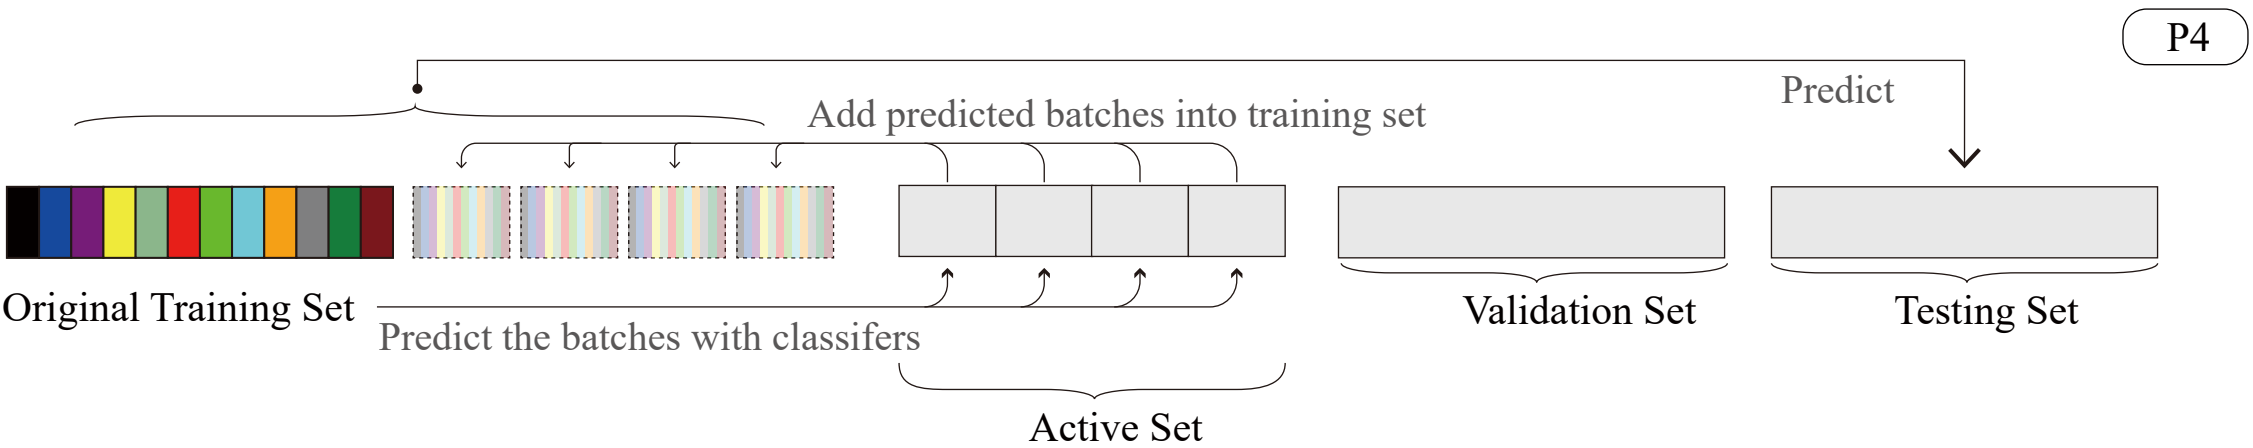 P4
Predict
Add predicted batches into training set
Original Training Set
Predict the batches with classifers
Validation Set
Testing Set
Active Set